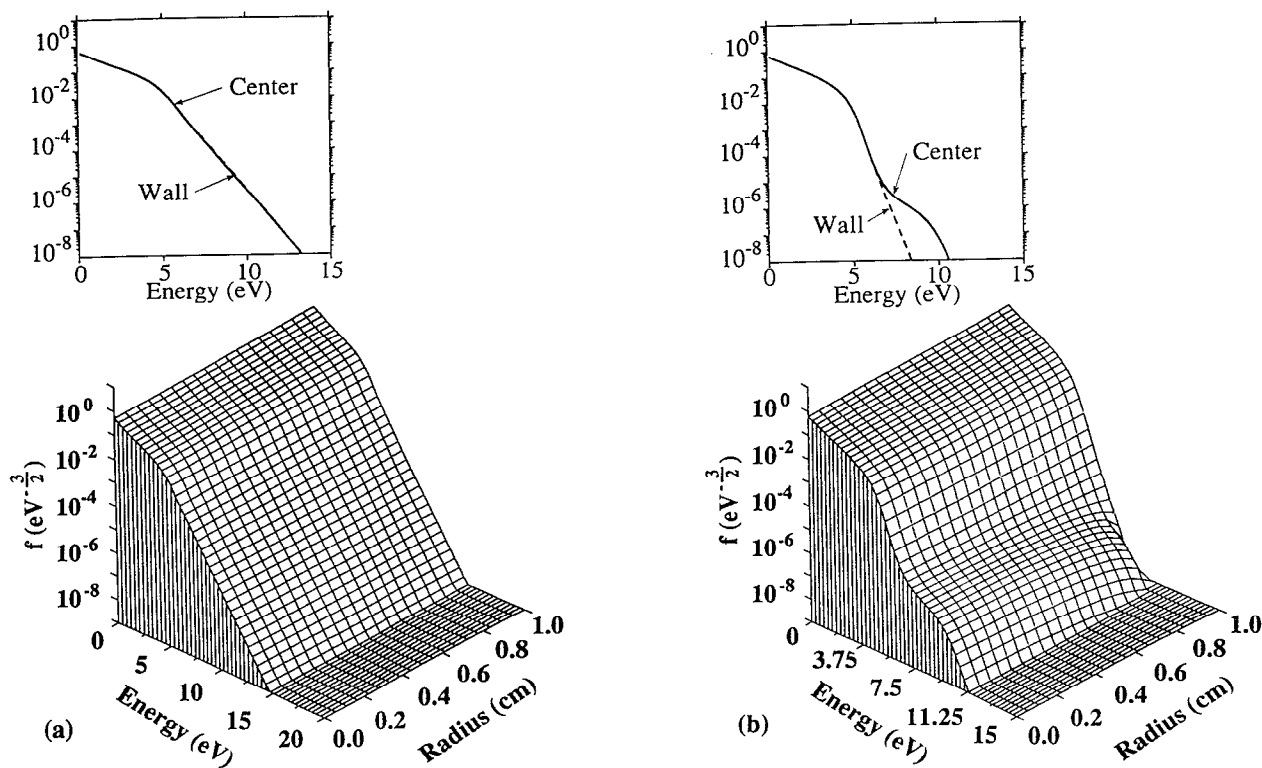 10^0
10^-2
10^-4
10^-6
10^-8
Center
Wall
0 5 10 15
Energy (eV)
10^0
10^-2
10^-4
10^-6
10^-8
Center
Wall
0 5 10 15
Energy (eV)
f (eV^-3/2)
10^0
10^-2
10^-4
10^-6
10^-8
0 5 10 15 20
Energy (eV)
0.0 0.2 0.4 0.6 0.8 1.0
Radius (cm)
(a)
f (eV^-3/2)
10^0
10^-2
10^-4
10^-6
10^-8
0 3.75 7.5 11.25 15
Energy (eV)
0.0 0.2 0.4 0.6 0.8 1.0
Radius (cm)
(b)